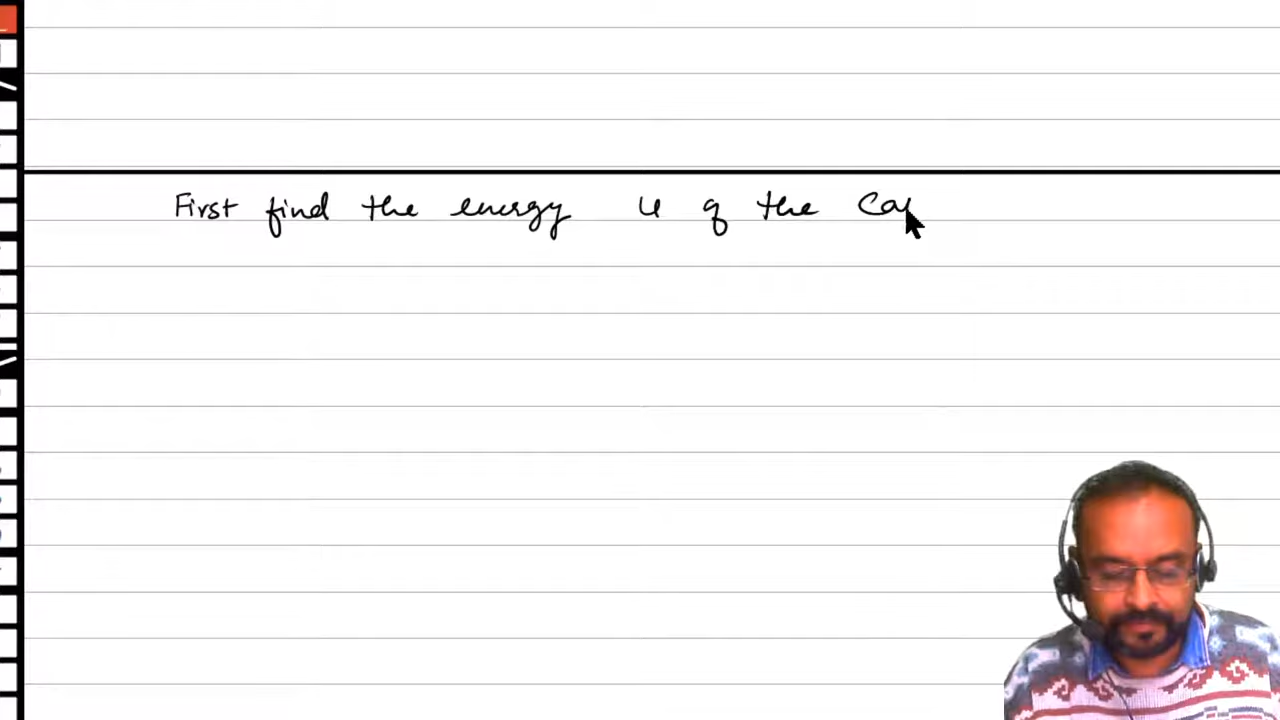 First find the energy U of the Ca